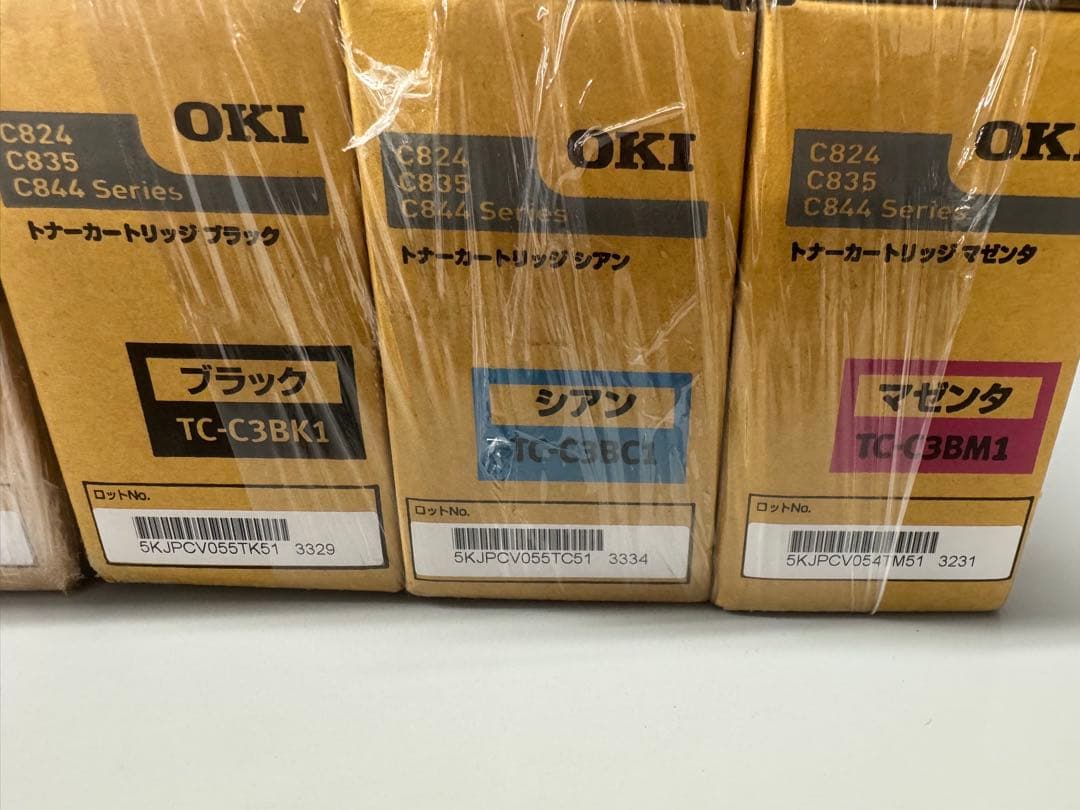 OKI
C824
C835
C844 Series
トナーカートリッジ ブラック
ブラック
TC-C3BK1
ロットNo.
5KJPCV055TK51 3329
OKI
C824
C835
C844 Series
トナーカートリッジ シアン
シアン
TC-C3BC1
ロットNo.
5KJPCV055TC51 3334
OKI
C824
C835
C844 Series
トナーカートリッジ マゼンタ
マゼンタ
TC-C3BM1
ロットNo.
5KJPCV054TM51 3231